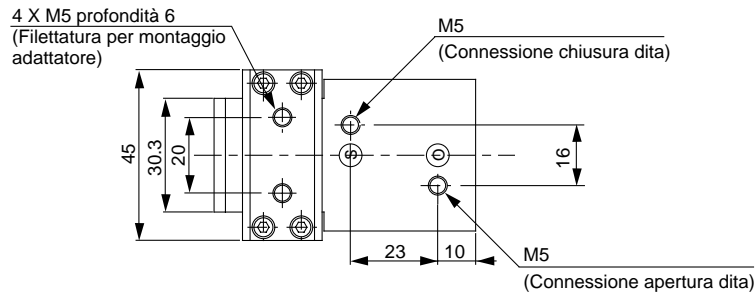 4 X M5 profondità 6
(Filettatura per montaggio
adattatore)
M5
(Connessione chiusura dita)
45
30.3
20
S
O
16
23
10
M5
(Connessione apertura dita)